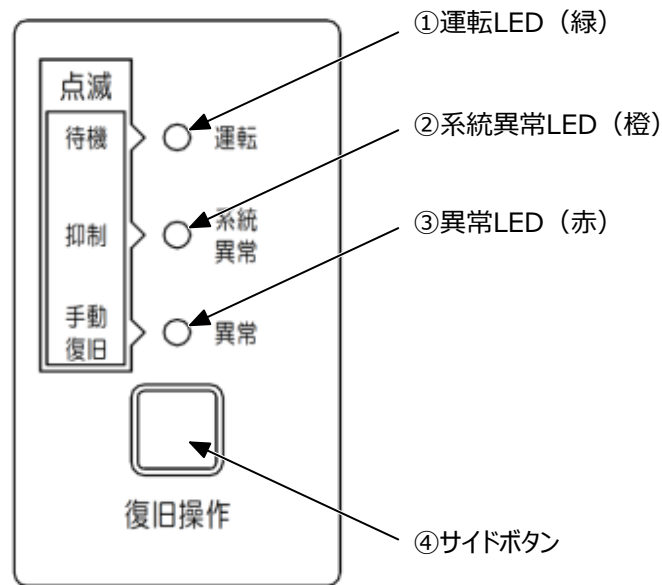 ①運転LED（緑）
点滅
待機
運転
②系統異常LED（橙）
抑制
系統
異常
③異常LED（赤）
手動
復旧
異常
復旧操作
④サイドボタン